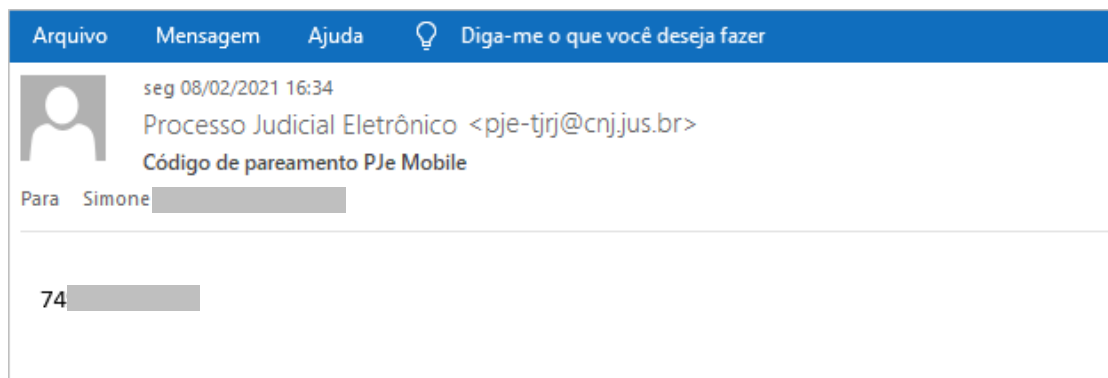 Arquivo Mensagem Ajuda Diga-me o que você deseja fazer
seg 08/02/2021 16:34
Processo Judicial Eletrônico <pje-tjrj@cnj.jus.br>
Código de pareamento PJe Mobile
Para Simone
74